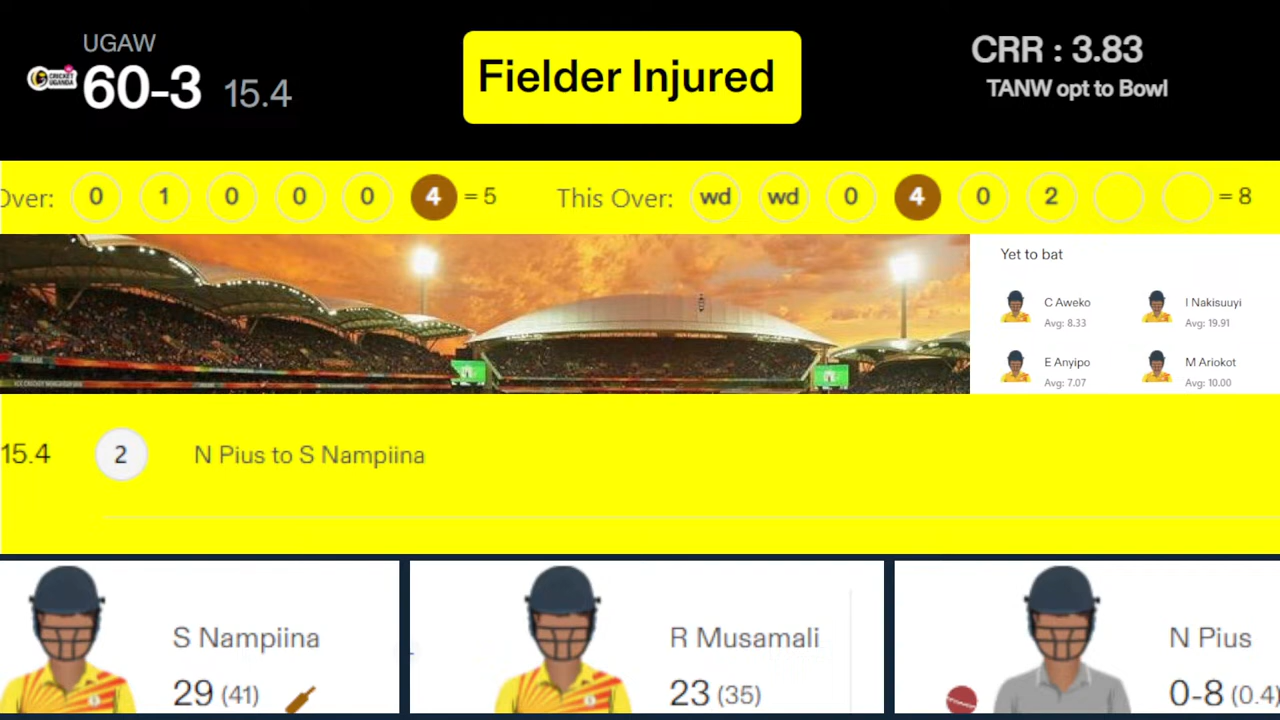 UGAW
CRICKET UGANDA
60-3 15.4
Fielder Injured
CRR : 3.83
TANW opt to Bowl
Over: 0 1 0 0 0 4 = 5
This Over: wd wd 0 4 0 2 = 8
Yet to bat
C Aweko
Avg: 8.33
I Nakisuuyi
Avg: 19.91
E Anyipo
Avg: 7.07
M Ariokot
Avg: 10.00
15.4 2 N Pius to S Nampiina
S Nampiina
29 (41)
R Musamali
23 (35)
N Pius
0-8 (0.4)